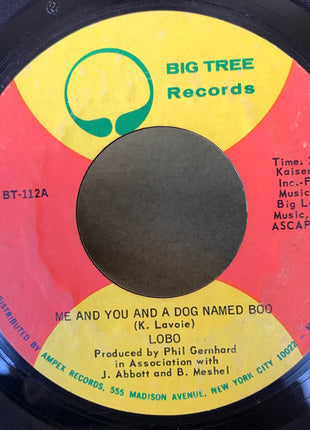 BIG TREE
Records
BT-112A
Time:
Kaiser
Inc.-F
Music,
Big L
Music,
ASCAP
ME AND YOU AND A DOG NAMED BOO
(K. Lavoie)
LOBO
Produced by Phil Gernhard
in Association with
J. Abbott and B. Meshel
DISTRIBUTED BY AMPEX RECORDS, 555 MADISON AVENUE, NEW YORK CITY 10022